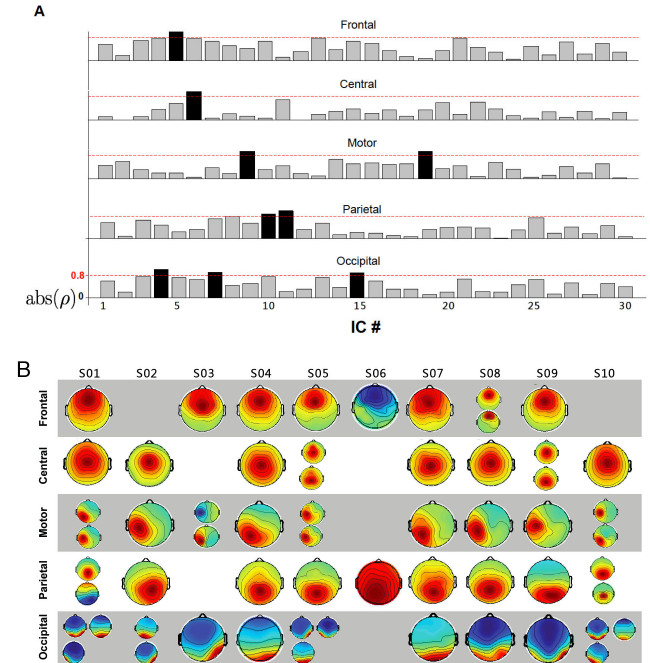 A
Frontal
Central
Motor
Parietal
Occipital
0.8
abs(ρ) 0
1 5 10 15 20 25 30
IC #
B
S01 S02 S03 S04 S05 S06 S07 S08 S09 S10
Frontal
Central
Motor
Parietal
Occipital